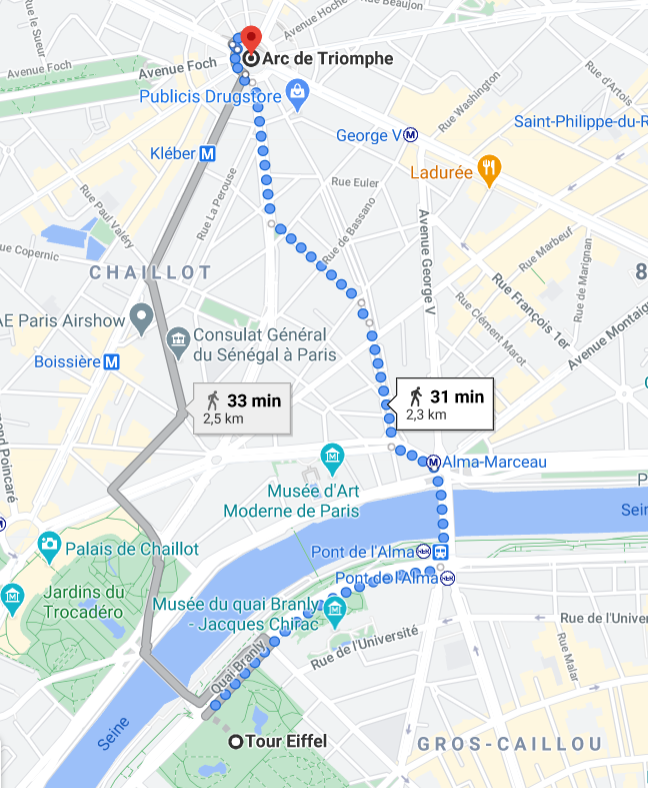 Rue le Sueur
Rue Beaujon
Avenue Hoche
Avenue Foch
Avenue Foch
Arc de Triomphe
Publicis Drugstore
Rue Washington
Rue d'Artois
George V
Saint-Philippe-du-R
Kléber
Ladurée
Rue Euler
Rue La Perouse
Rue Paul Valéry
Rue de Bassano
Avenue George V
Rue Marbeuf
ue Copernic
CHAILLOT
Rue de Marignan
8
Rue François 1er
AE Paris Airshow
Rue Clément Marot
Avenue Montaig
Consulat Général
du Sénégal à Paris
Boissière
33 min
2,5 km
31 min
2,3 km
mond Poincaré
Alma-Marceau
Musée d'Art
Moderne de Paris
P
Sein
Palais de Chaillot
Pont de l'Alma
Pont de l'Alma
Jardins du
Trocadéro
Musée du quai Branly
- Jacques Chirac
Rue de l'Univer
Rue de l'Université
Rue Malar
Quai Branly
Seine
Tour Eiffel
GROS-CAILLOU